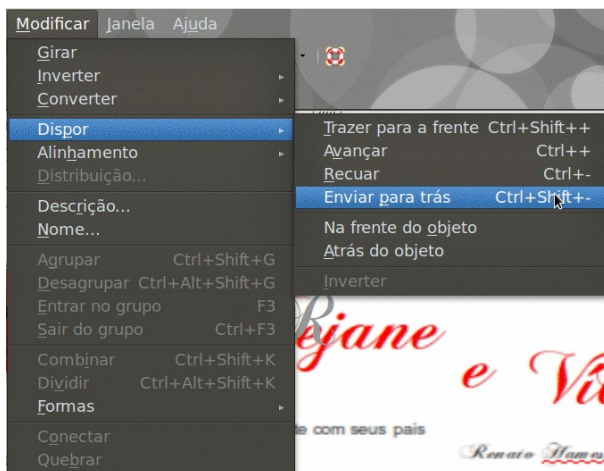 Modificar Janela Ajuda
Girar
Inverter
Converter
Dispor
Alinhamento
Distribuição...
Descrição...
Nome...
Agrupar Ctrl+Shift+G
Desagrupar Ctrl+Alt+Shift+G
Entrar no grupo F3
Sair do grupo Ctrl+F3
Combinar Ctrl+Shift+K
Dividir Ctrl+Alt+Shift+K
Formas
Conectar
Quebrar
Trazer para a frente Ctrl+Shift++
Avançar Ctrl++
Recuar Ctrl+-
Enviar para trás Ctrl+Shift+-
Na frente do objeto
Atrás do objeto
Inverter
Rejane
e
com seus pais
Renato